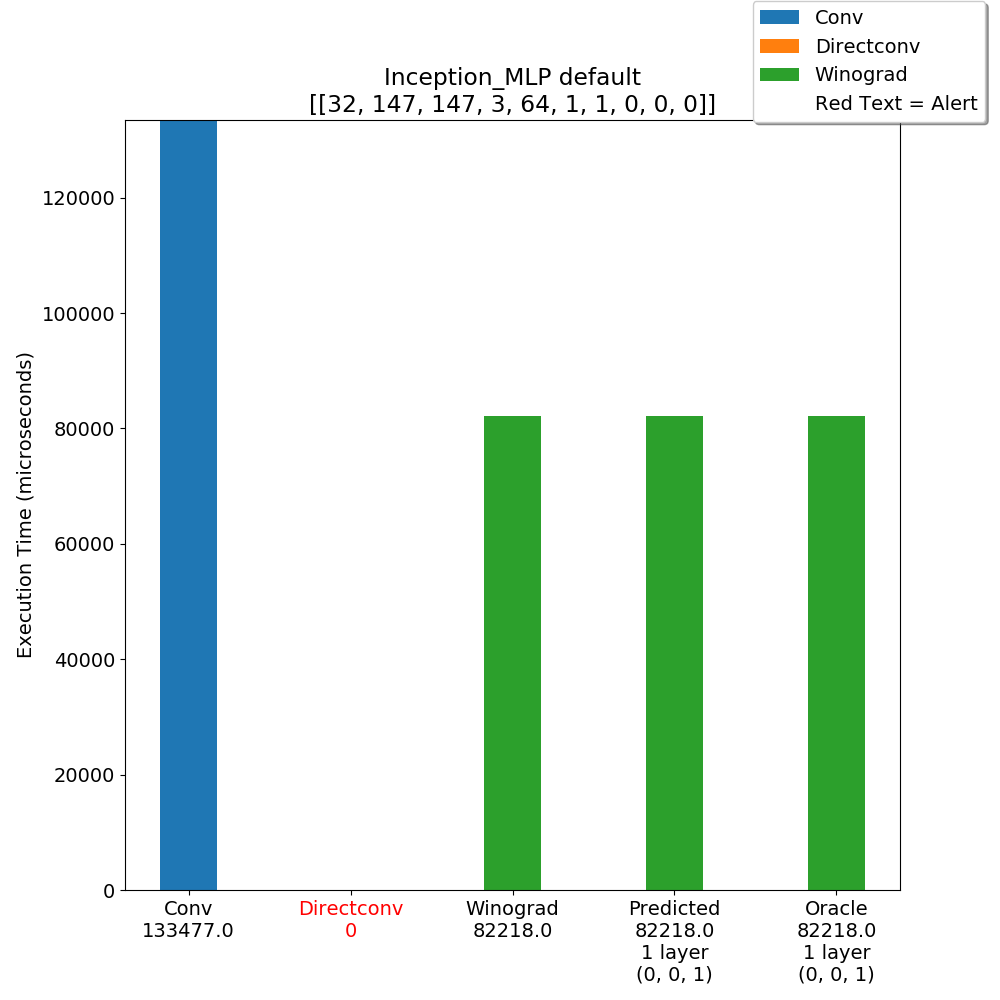 Conv
Directconv
Winograd
Red Text = Alert
Inception_MLP default
[[32, 147, 147, 3, 64, 1, 1, 0, 0, 0]]
Execution Time (microseconds)
120000
100000
80000
60000
40000
20000
0
Conv
133477.0
Directconv
0
Winograd
82218.0
Predicted
82218.0
1 layer
(0, 0, 1)
Oracle
82218.0
1 layer
(0, 0, 1)